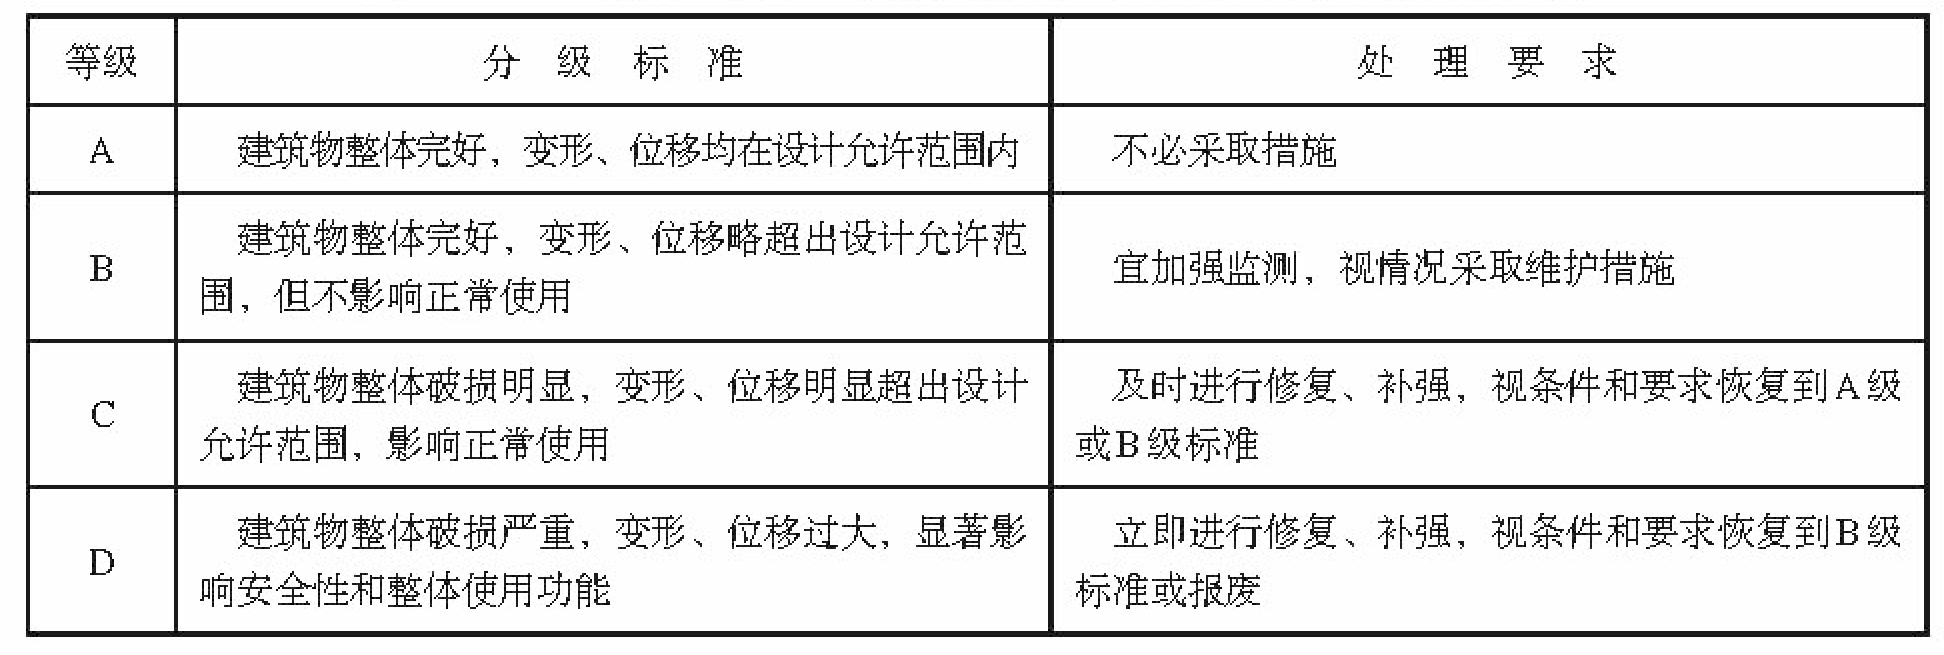 等级 分级标准 处理要求
A 建筑物整体完好，变形、位移均在设计允许范围内 不必采取措施
B 建筑物整体完好，变形、位移略超出设计允许范
围，但不影响正常使用 宜加强监测，视情况采取维护措施
C 建筑物整体破损明显，变形、位移明显超出设计
允许范围，影响正常使用 及时进行修复、补强，视条件和要求恢复到A级
或B级标准
D 建筑物整体破损严重，变形、位移过大，显著影
响安全性和整体使用功能 立即进行修复、补强，视条件和要求恢复到B级
标准或报废